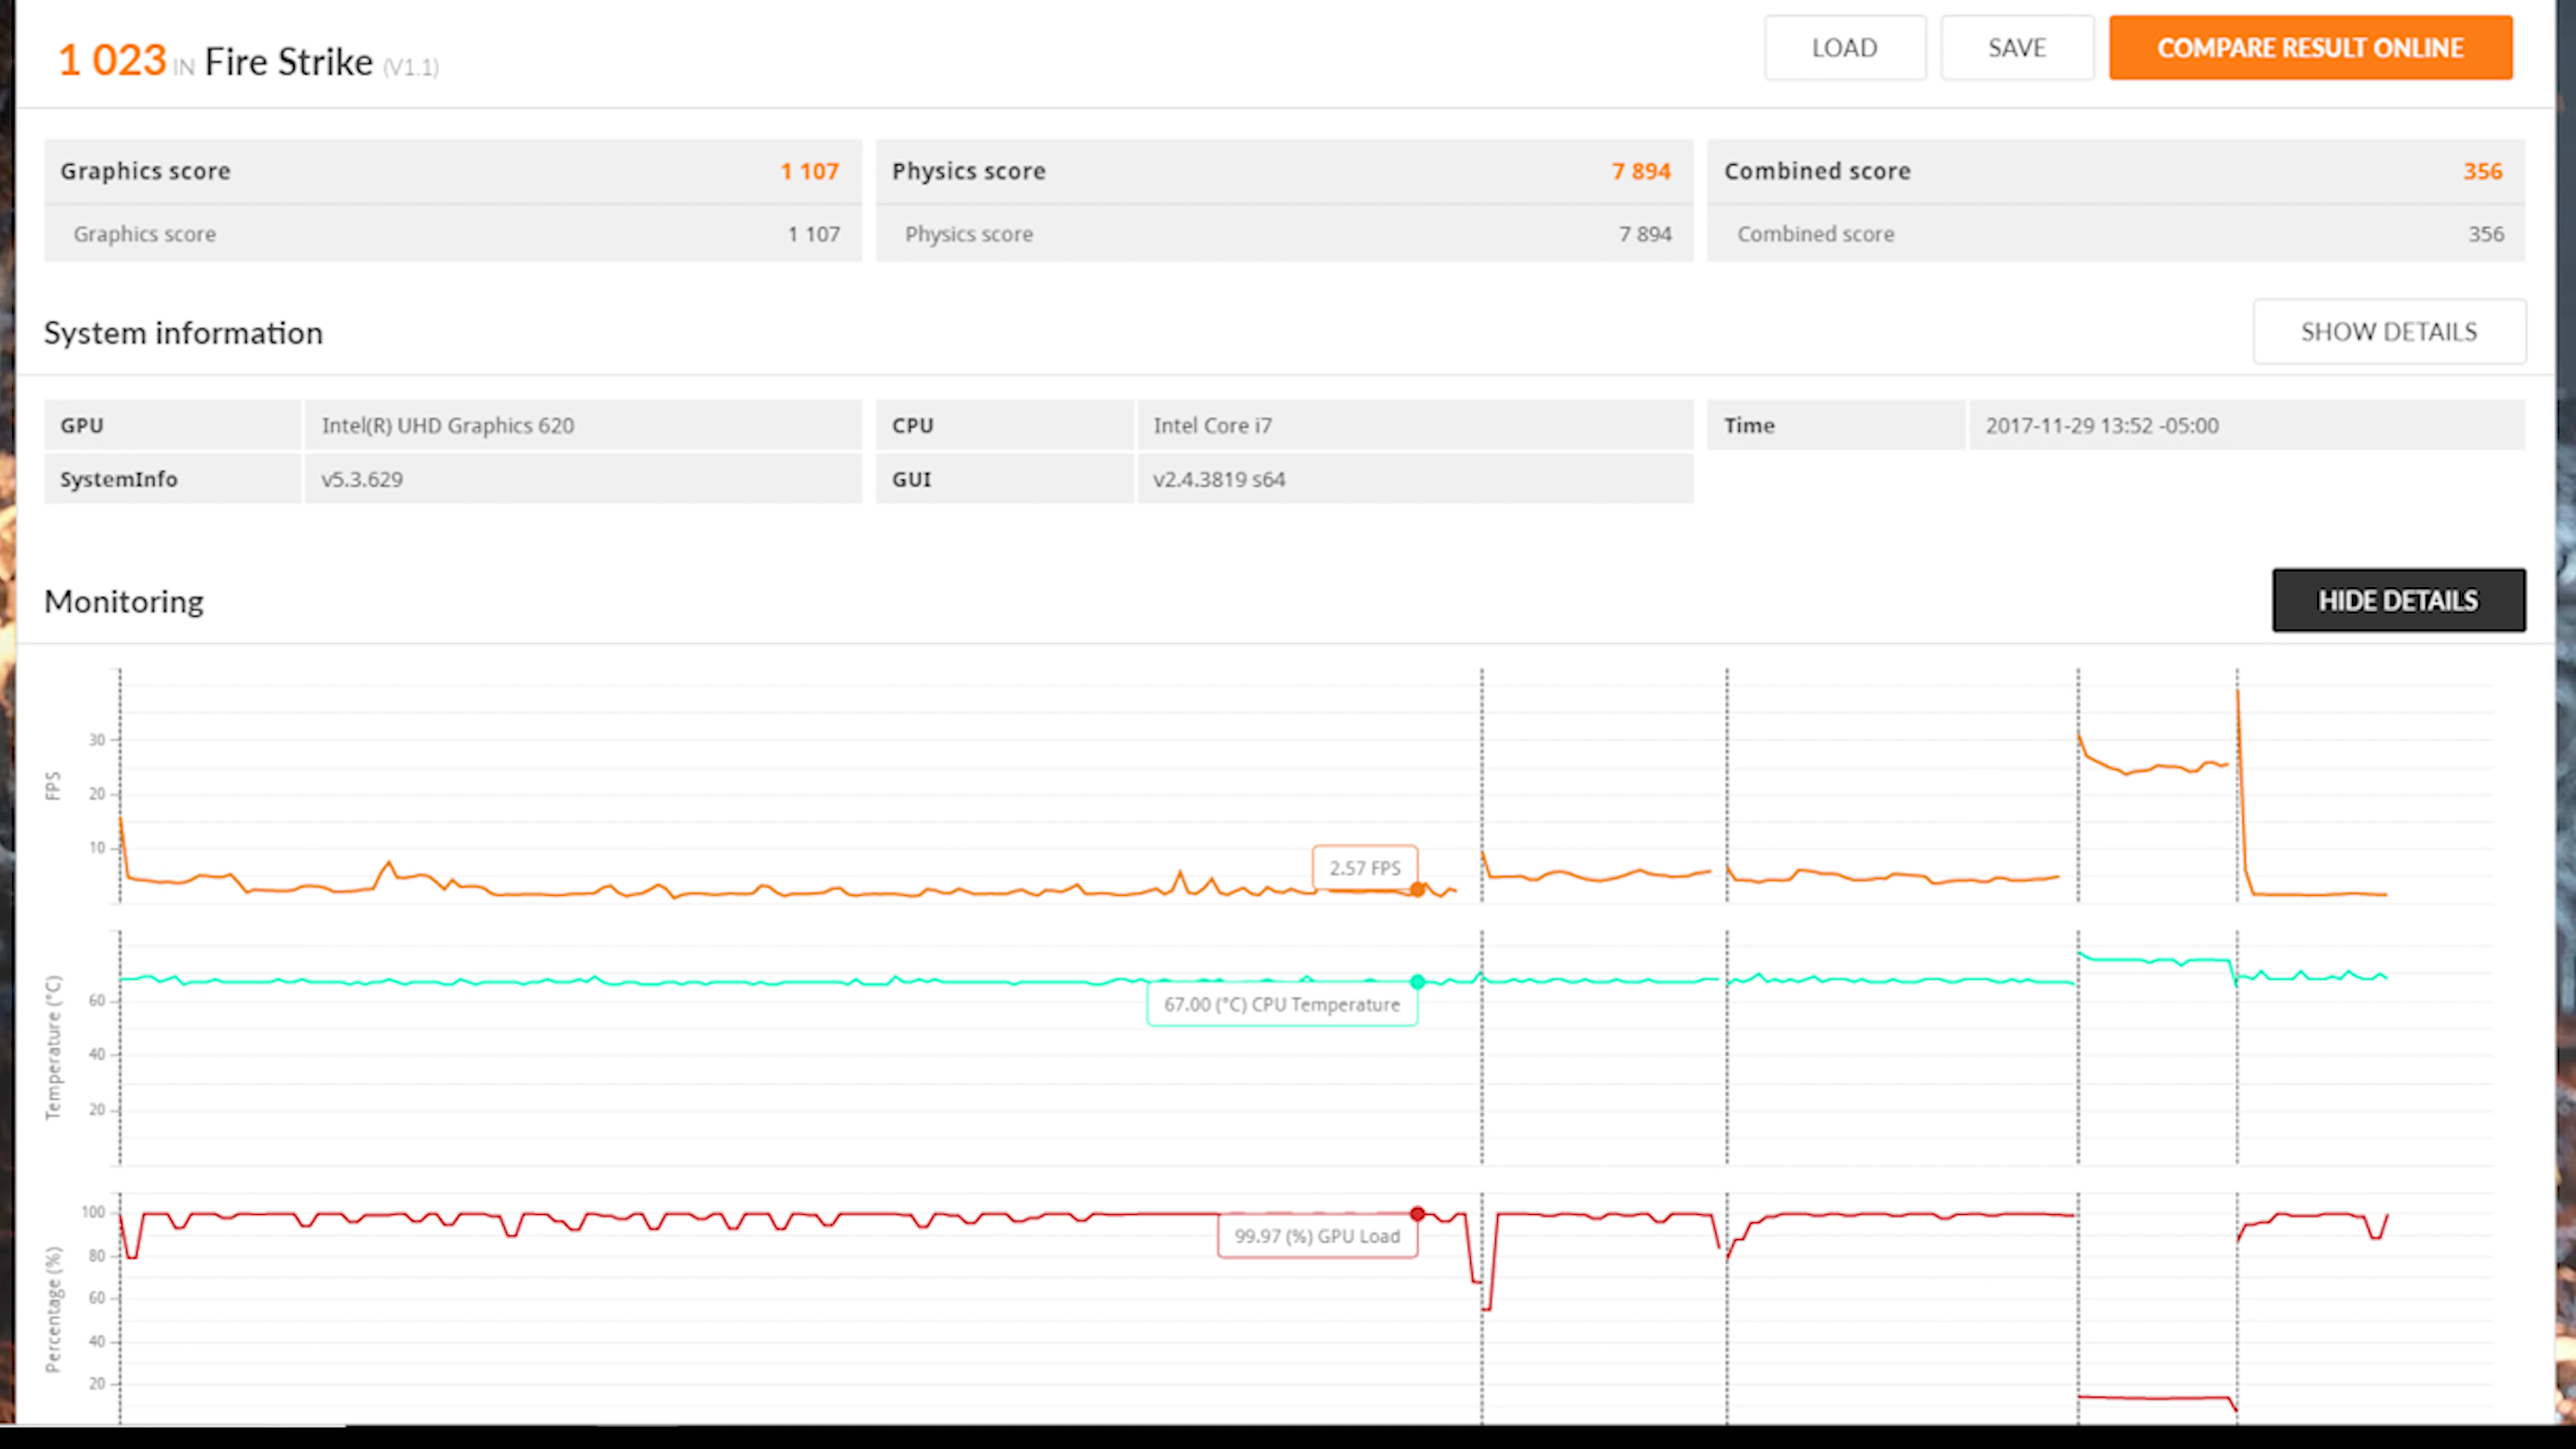 1 023 IN Fire Strike (V1.1)
LOAD
SAVE
COMPARE RESULT ONLINE
Graphics score 1 107
Graphics score 1 107
Physics score 7 894
Physics score 7 894
Combined score 356
Combined score 356
System information
SHOW DETAILS
GPU Intel(R) UHD Graphics 620
CPU Intel Core i7
Time 2017-11-29 13:52 -05:00
SystemInfo v5.3.629
GUI v2.4.3819 s64
Monitoring
HIDE DETAILS
FPS
30
20
10
2.57 FPS
Temperature (°C)
60
40
20
67.00 (°C) CPU Temperature
Percentage (%)
100
80
60
40
20
99.97 (%) GPU Load